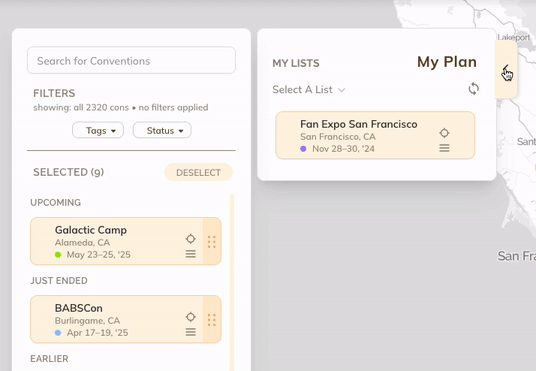 Search for Conventions
FILTERS
showing: all 2320 cons • no filters applied
Tags
Status
SELECTED (9)
DESELECT
UPCOMING
Galactic Camp
Alameda, CA
May 23–25, '25
JUST ENDED
BABSCon
Burlingame, CA
Apr 17–19, '25
EARLIER
MY LISTS
My Plan
Select A List
Fan Expo San Francisco
San Francisco, CA
Nov 28–30, '24
Lakeport